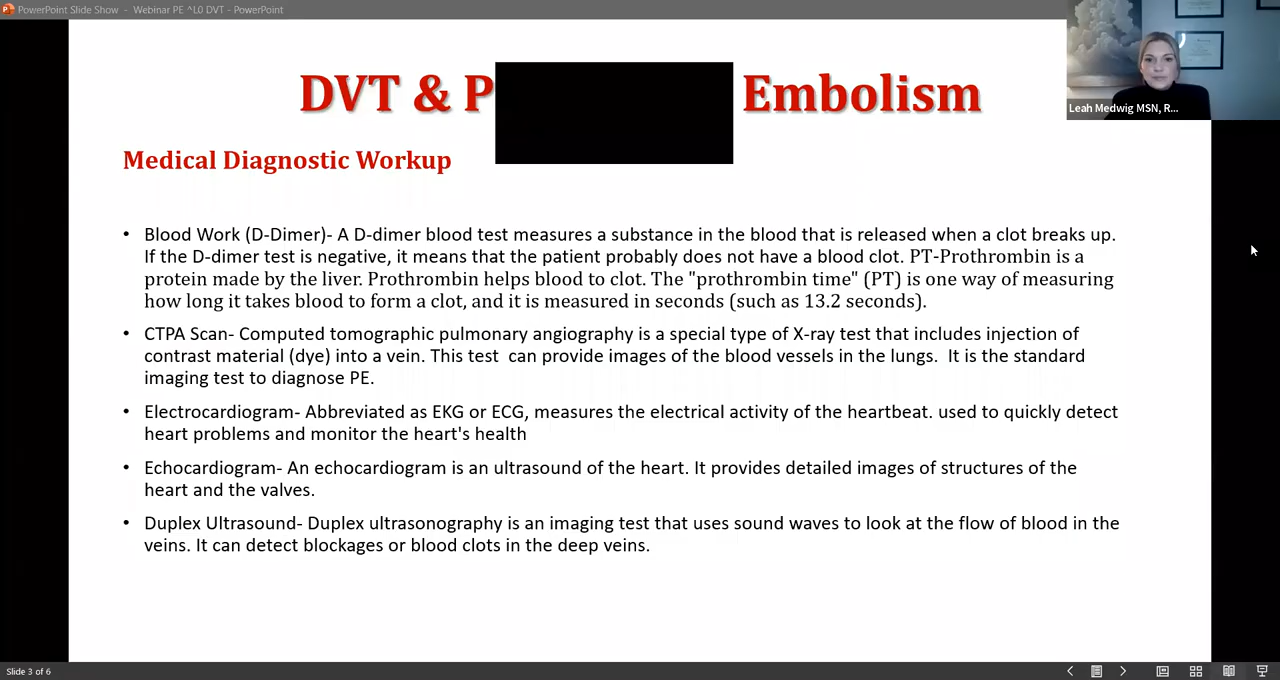 PowerPoint Slide Show - Webinar PE ^L0 DVT - PowerPoint
DVT & P Embolism
Leah Medwig MSN, R...
Medical Diagnostic Workup
• Blood Work (D-Dimer)- A D-dimer blood test measures a substance in the blood that is released when a clot breaks up.
If the D-dimer test is negative, it means that the patient probably does not have a blood clot. PT-Prothrombin is a
protein made by the liver. Prothrombin helps blood to clot. The "prothrombin time" (PT) is one way of measuring
how long it takes blood to form a clot, and it is measured in seconds (such as 13.2 seconds).
• CTPA Scan- Computed tomographic pulmonary angiography is a special type of X-ray test that includes injection of
contrast material (dye) into a vein. This test can provide images of the blood vessels in the lungs. It is the standard
imaging test to diagnose PE.
• Electrocardiogram- Abbreviated as EKG or ECG, measures the electrical activity of the heartbeat. used to quickly detect
heart problems and monitor the heart's health
• Echocardiogram- An echocardiogram is an ultrasound of the heart. It provides detailed images of structures of the
heart and the valves.
• Duplex Ultrasound- Duplex ultrasonography is an imaging test that uses sound waves to look at the flow of blood in the
veins. It can detect blockages or blood clots in the deep veins.
Slide 3 of 6